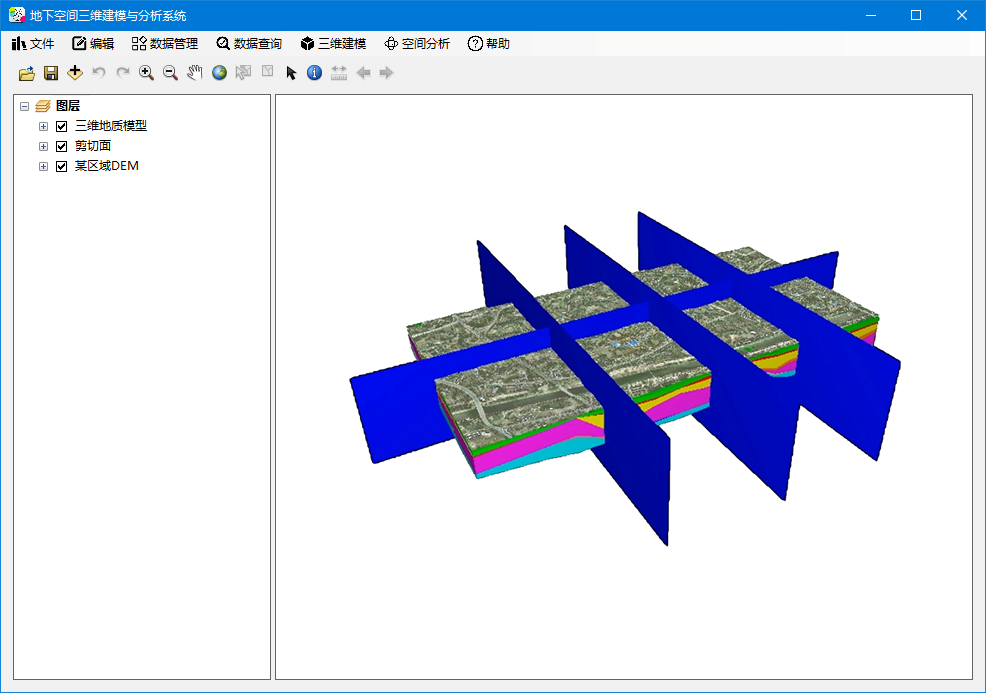 地下空间三维建模与分析系统
文件 编辑 数据管理 数据查询 三维建模 空间分析 帮助
图层
三维地质模型
剪切面
某区域DEM